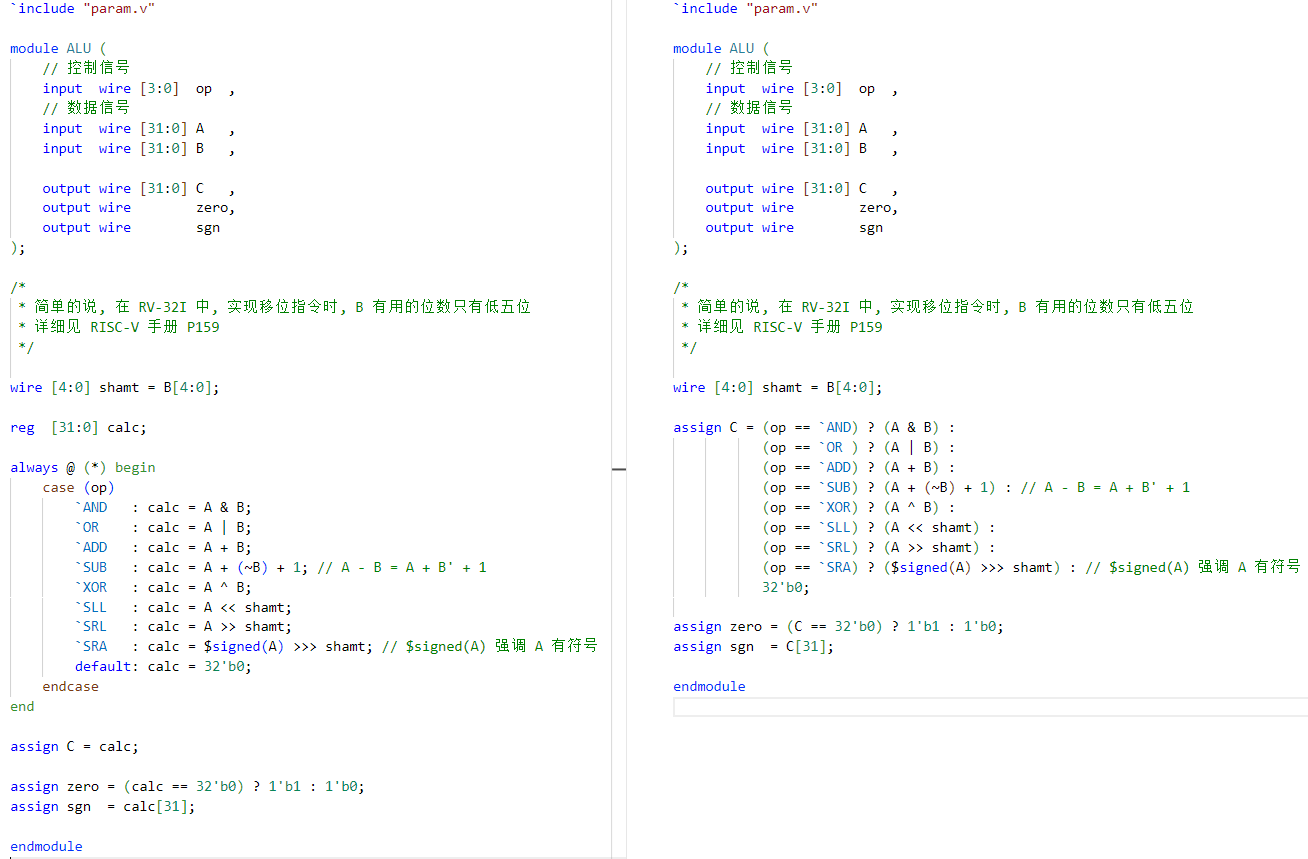 `include "param.v"
module ALU (
    // 控制信号
    input  wire [3:0]  op  ,
    // 数据信号
    input  wire [31:0] A   ,
    input  wire [31:0] B   ,
    output wire [31:0] C   ,
    output wire        zero,
    output wire        sgn
);
/*
 * 简单的说, 在 RV-32I 中, 实现移位指令时, B 有用的位数只有低五位
 * 详细见 RISC-V 手册 P159
 */
wire [4:0] shamt = B[4:0];
reg  [31:0] calc;
always @ (*) begin
    case (op)
        `AND   : calc = A & B;
        `OR    : calc = A | B;
        `ADD   : calc = A + B;
        `SUB   : calc = A + (~B) + 1; // A - B = A + B' + 1
        `XOR   : calc = A ^ B;
        `SLL   : calc = A << shamt;
        `SRL   : calc = A >> shamt;
        `SRA   : calc = $signed(A) >>> shamt; // $signed(A) 强调 A 有符号
        default: calc = 32'b0;
    endcase
end
assign C = calc;
assign zero = (calc == 32'b0) ? 1'b1 : 1'b0;
assign sgn  = calc[31];
endmodule
`include "param.v"
module ALU (
    // 控制信号
    input  wire [3:0]  op  ,
    // 数据信号
    input  wire [31:0] A   ,
    input  wire [31:0] B   ,
    output wire [31:0] C   ,
    output wire        zero,
    output wire        sgn
);
/*
 * 简单的说, 在 RV-32I 中, 实现移位指令时, B 有用的位数只有低五位
 * 详细见 RISC-V 手册 P159
 */
wire [4:0] shamt = B[4:0];
assign C = (op == `AND) ? (A & B) :
           (op == `OR ) ? (A | B) :
           (op == `ADD) ? (A + B) :
           (op == `SUB) ? (A + (~B) + 1) : // A - B = A + B' + 1
           (op == `XOR) ? (A ^ B) :
           (op == `SLL) ? (A << shamt) :
           (op == `SRL) ? (A >> shamt) :
           (op == `SRA) ? ($signed(A) >>> shamt) : // $signed(A) 强调 A 有符号
           32'b0;
assign zero = (C == 32'b0) ? 1'b1 : 1'b0;
assign sgn  = C[31];
endmodule